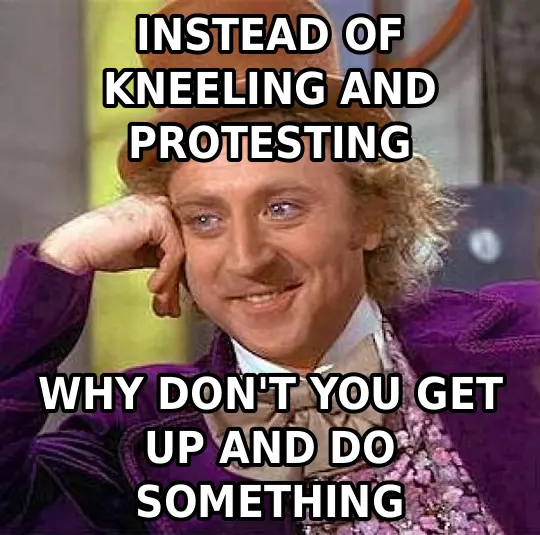 INSTEAD OF
KNEELING AND
PROTESTING
WHY DON'T YOU GET
UP AND DO
SOMETHING